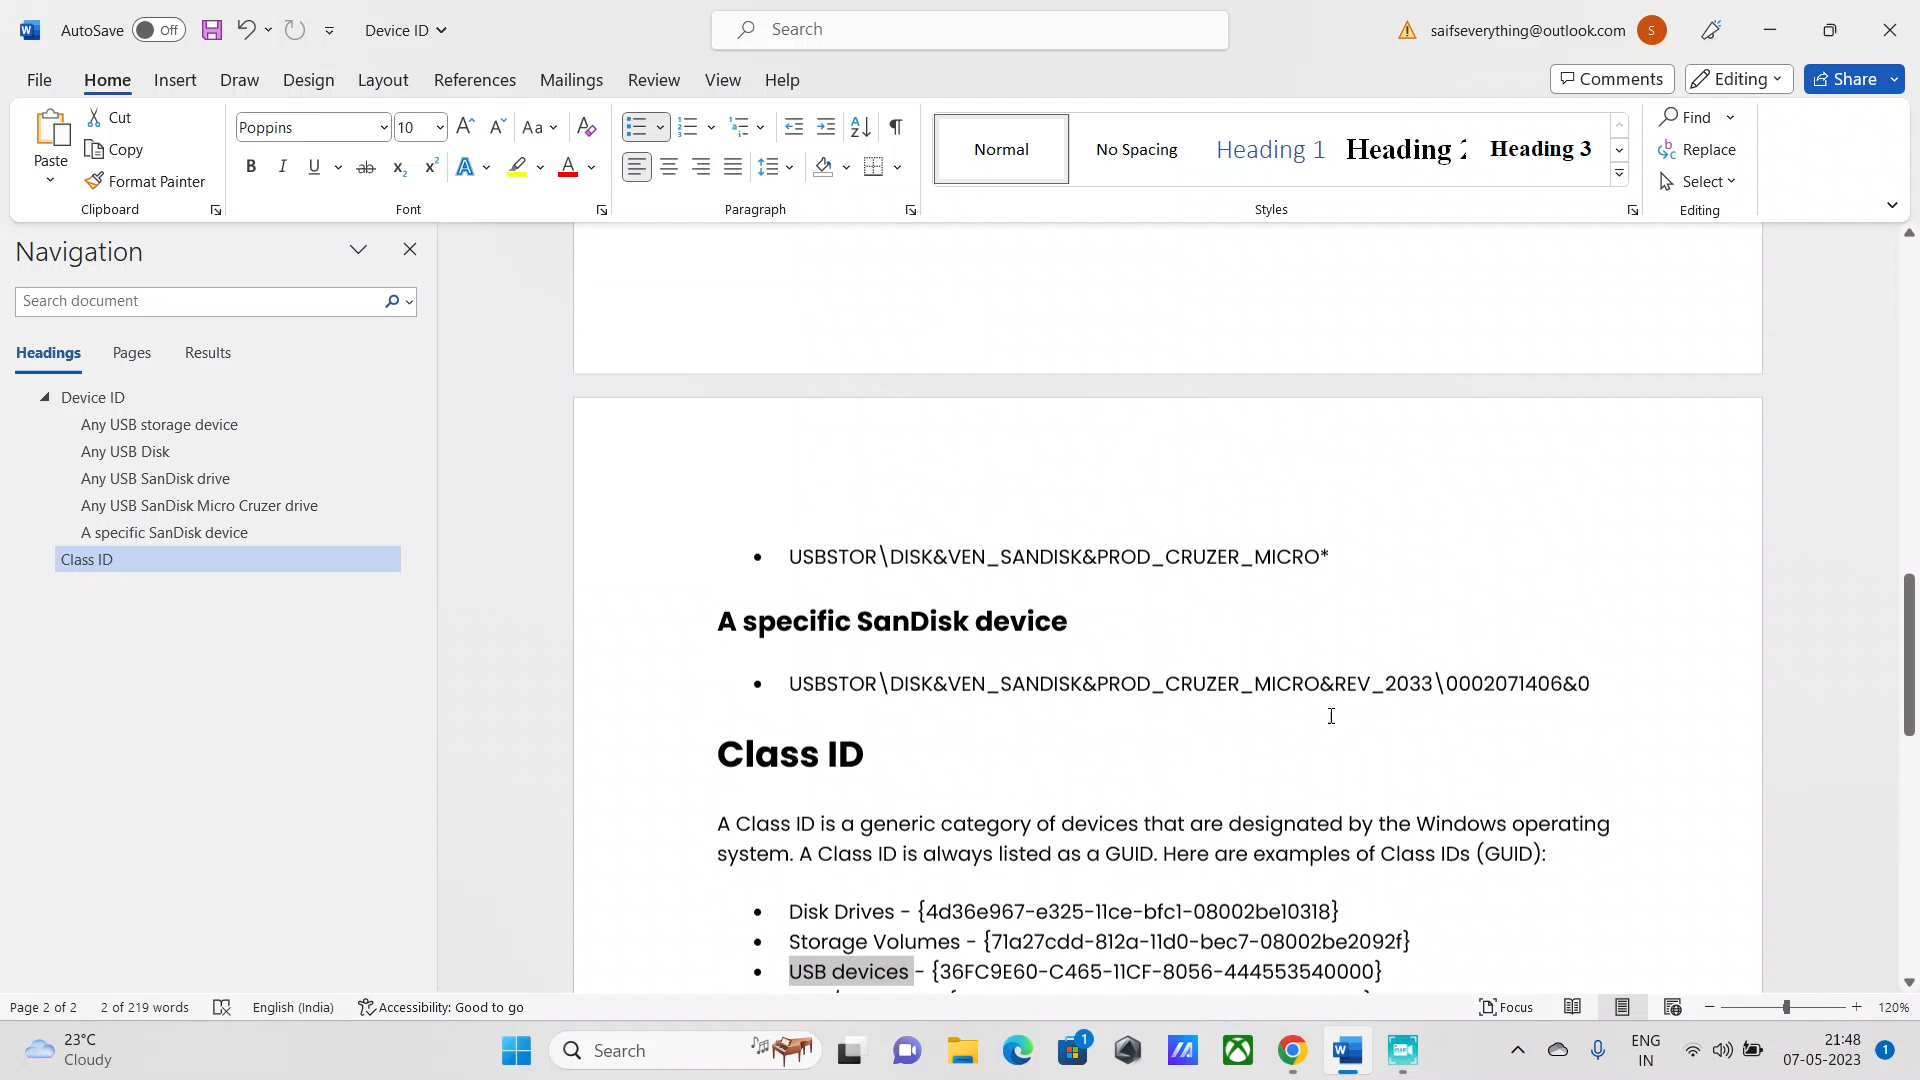 AutoSave Off Device ID Search saifseverything@outlook.com S
File Home Insert Draw Design Layout References Mailings Review View Help Comments Editing Share
Paste Cut Copy Format Painter
Clipboard
Poppins 10
Aa
B I U ab x₂ x² A A
Font
Paragraph
Normal
No Spacing
Heading 1
Heading 2
Heading 3
Styles
Find
Replace
Select
Editing
Navigation
Search document
Headings Pages Results
Device ID
Any USB storage device
Any USB Disk
Any USB SanDisk drive
Any USB SanDisk Micro Cruzer drive
A specific SanDisk device
Class ID
• USBSTOR\DISK&VEN_SANDISK&PROD_CRUZER_MICRO*
A specific SanDisk device
• USBSTOR\DISK&VEN_SANDISK&PROD_CRUZER_MICRO&REV_2033\0002071406&0
Class ID
A Class ID is a generic category of devices that are designated by the Windows operating
system. A Class ID is always listed as a GUID. Here are examples of Class IDs (GUID):
• Disk Drives - {4d36e967-e325-11ce-bfc1-08002be10318}
• Storage Volumes - {71a27cdd-812a-11d0-bec7-08002be2092f}
• USB devices - {36FC9E60-C465-11CF-8056-444553540000}
Page 2 of 2 2 of 219 words English (India) Accessibility: Good to go Focus 120%
23°C
Cloudy
Search
1
ENG
IN
21:48
07-05-2023
1